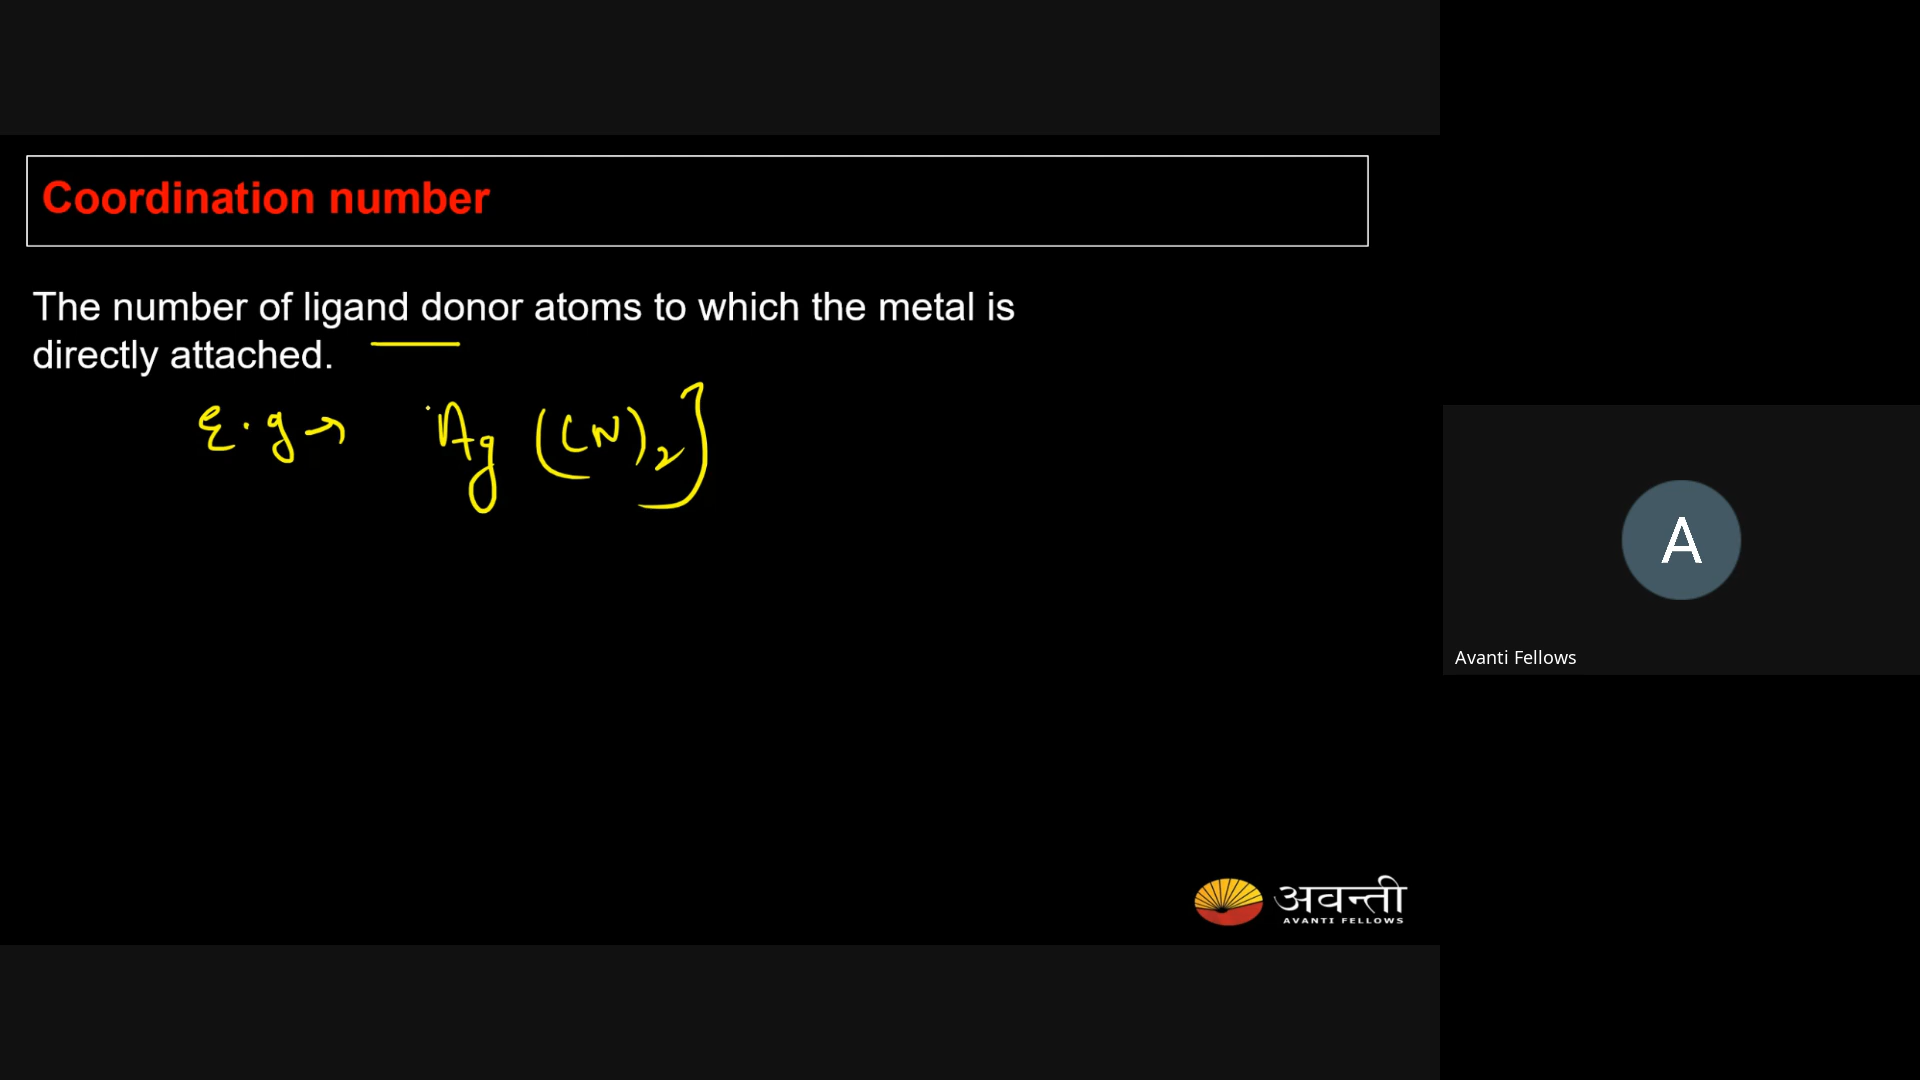 Coordination number
The number of ligand donor atoms to which the metal is
directly attached.
E.g → Ag (CN)₂]
A
Avanti Fellows
अवन्ती
AVANTI FELLOWS